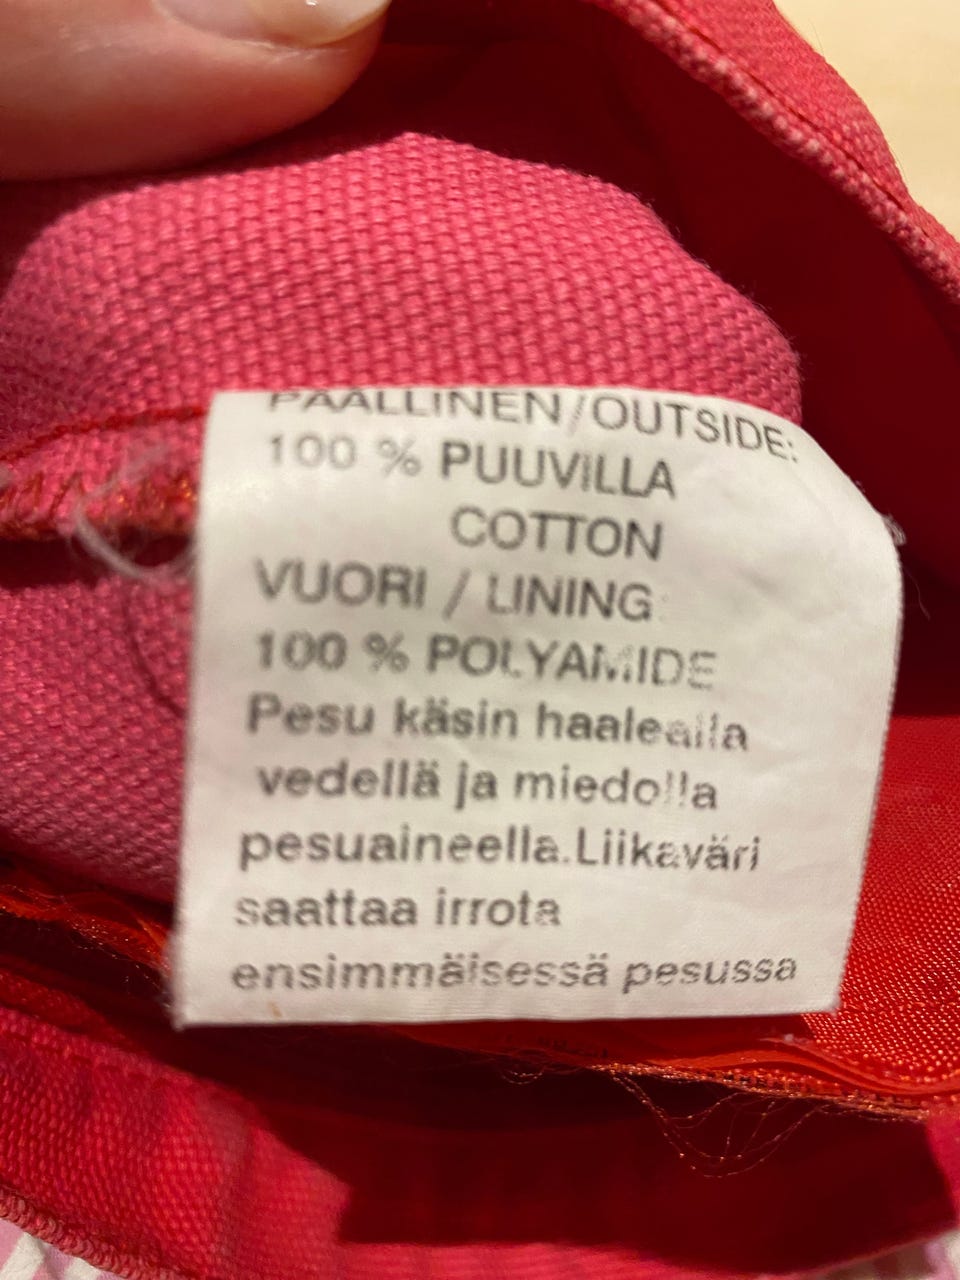 PÄÄLLINEN/OUTSIDE:
100 % PUUVILLA
COTTON
VUORI / LINING:
100 % POLYAMIDE
Pesu käsin haalealla
vedellä ja miedolla
pesuaineella.Liikaväri
saattaa irrota
ensimmäisessä pesussa